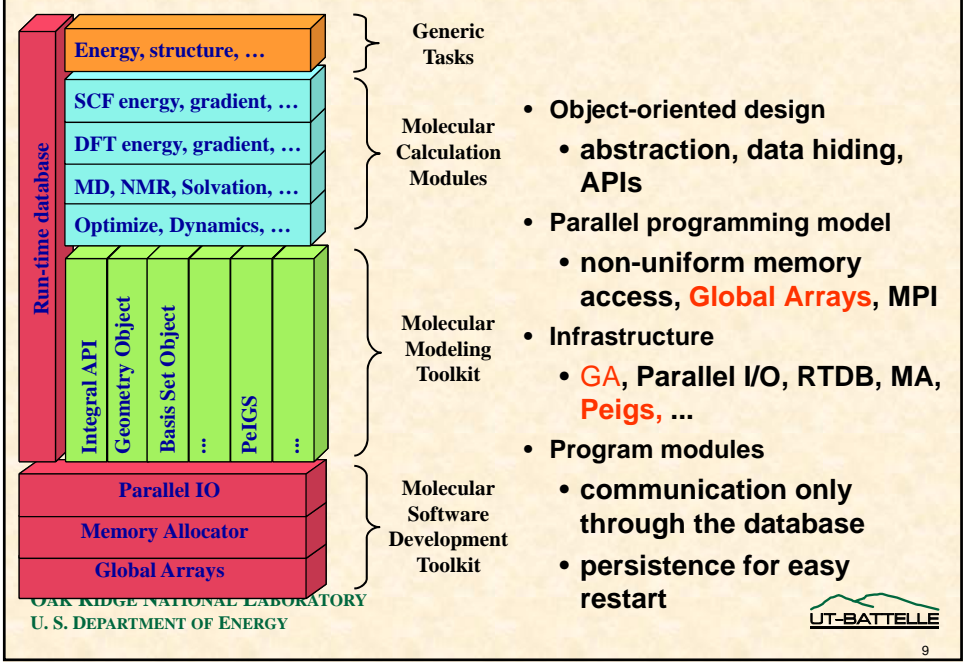 Run-time database
Energy, structure, …
SCF energy, gradient, …
DFT energy, gradient, …
MD, NMR, Solvation, …
Optimize, Dynamics, …
Integral API
Geometry Object
Basis Set Object
...
PeIGS
...
Parallel IO
Memory Allocator
Global Arrays
Generic
Tasks
Molecular
Calculation
Modules
Molecular
Modeling
Toolkit
Molecular
Software
Development
Toolkit
• Object-oriented design
• abstraction, data hiding,
APIs
• Parallel programming model
• non-uniform memory
access, Global Arrays, MPI
• Infrastructure
• GA, Parallel I/O, RTDB, MA,
Peigs, ...
• Program modules
• communication only
through the database
• persistence for easy
restart
OAK RIDGE NATIONAL LABORATORY
U. S. DEPARTMENT OF ENERGY
UT-BATTELLE
9